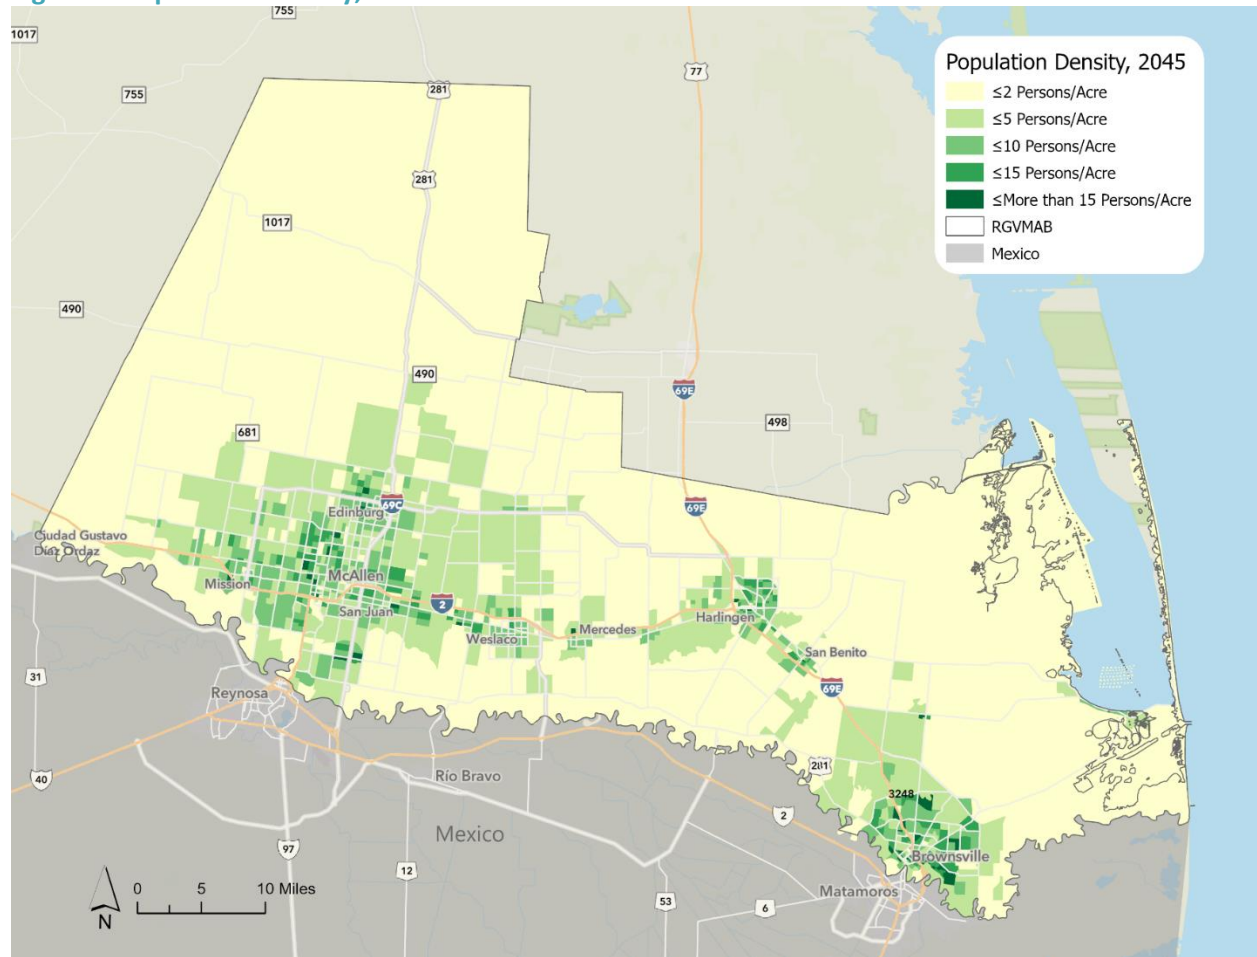 Population Density, 2045
≤2 Persons/Acre
≤5 Persons/Acre
≤10 Persons/Acre
≤15 Persons/Acre
≤More than 15 Persons/Acre
RGVMAB
Mexico
755
1017
77
281
755
281
1017
490
490
69E
498
681
69E
Edinburg
69C
Ciudad Gustavo
Díaz Ordaz
McAllen
Mission
San Juan
2
Harlingen
Mercedes
Weslaco
San Benito
31
69E
Reynosa
281
Río Bravo
40
3248
2
Mexico
97
Brownsville
12
Matamoros
0 5 10 Miles
53
6
N